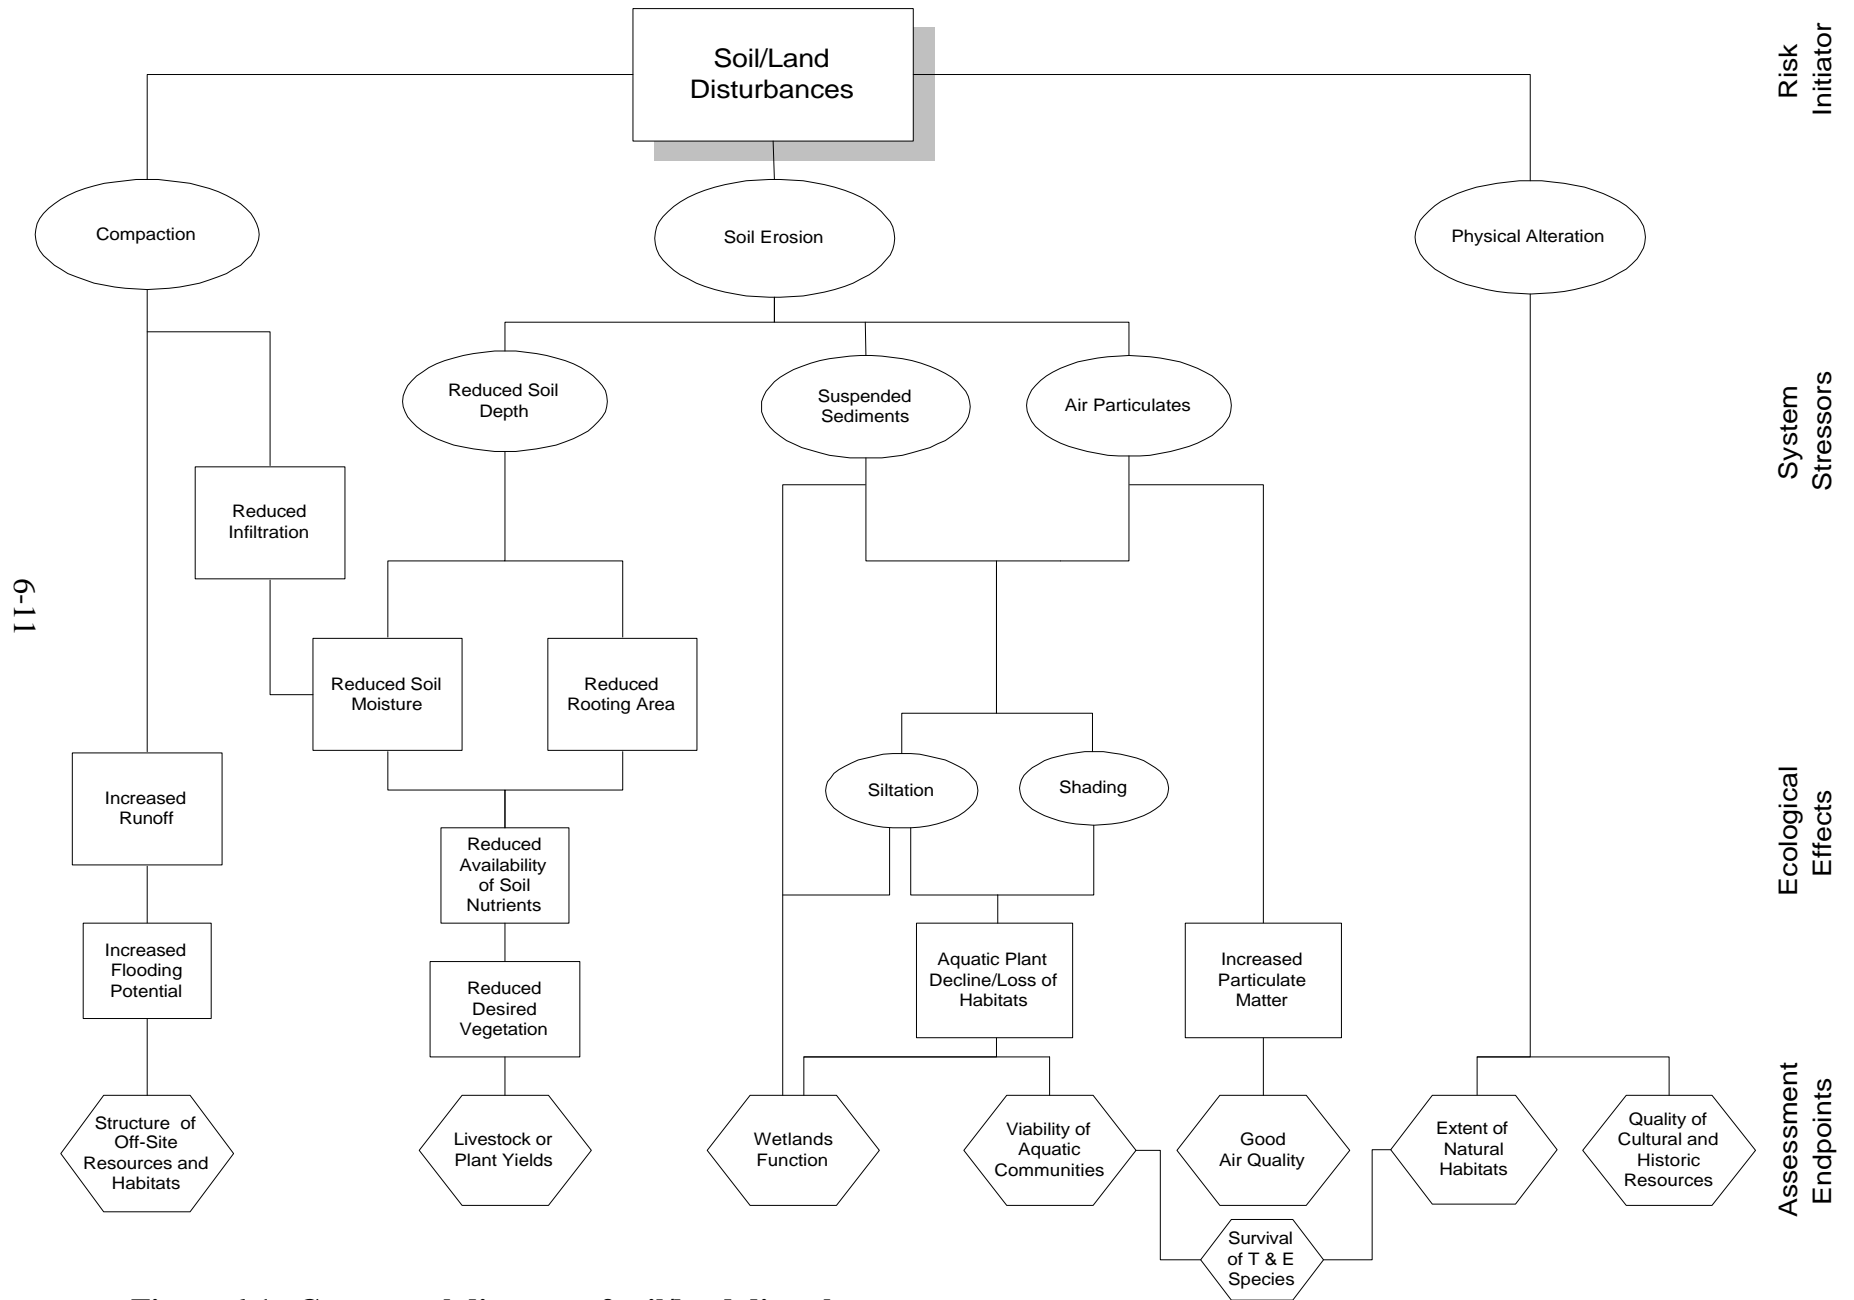 Soil/Land
Disturbances
Risk
Initiator
Compaction
Soil Erosion
Physical Alteration
Reduced Soil
Depth
Suspended
Sediments
Air Particulates
System
Stressors
Reduced
Infiltration
6-11
Reduced Soil
Moisture
Reduced
Rooting Area
Increased
Runoff
Siltation
Shading
Ecological
Effects
Reduced
Availability
of Soil
Nutrients
Increased
Flooding
Potential
Reduced
Desired
Vegetation
Aquatic Plant
Decline/Loss of
Habitats
Increased
Particulate
Matter
Structure of
Off-Site
Resources and
Habitats
Livestock or
Plant Yields
Wetlands
Function
Viability of
Aquatic
Communities
Good
Air Quality
Extent of
Natural
Habitats
Quality of
Cultural and
Historic
Resources
Assessment
Endpoints
Survival
of T & E
Species